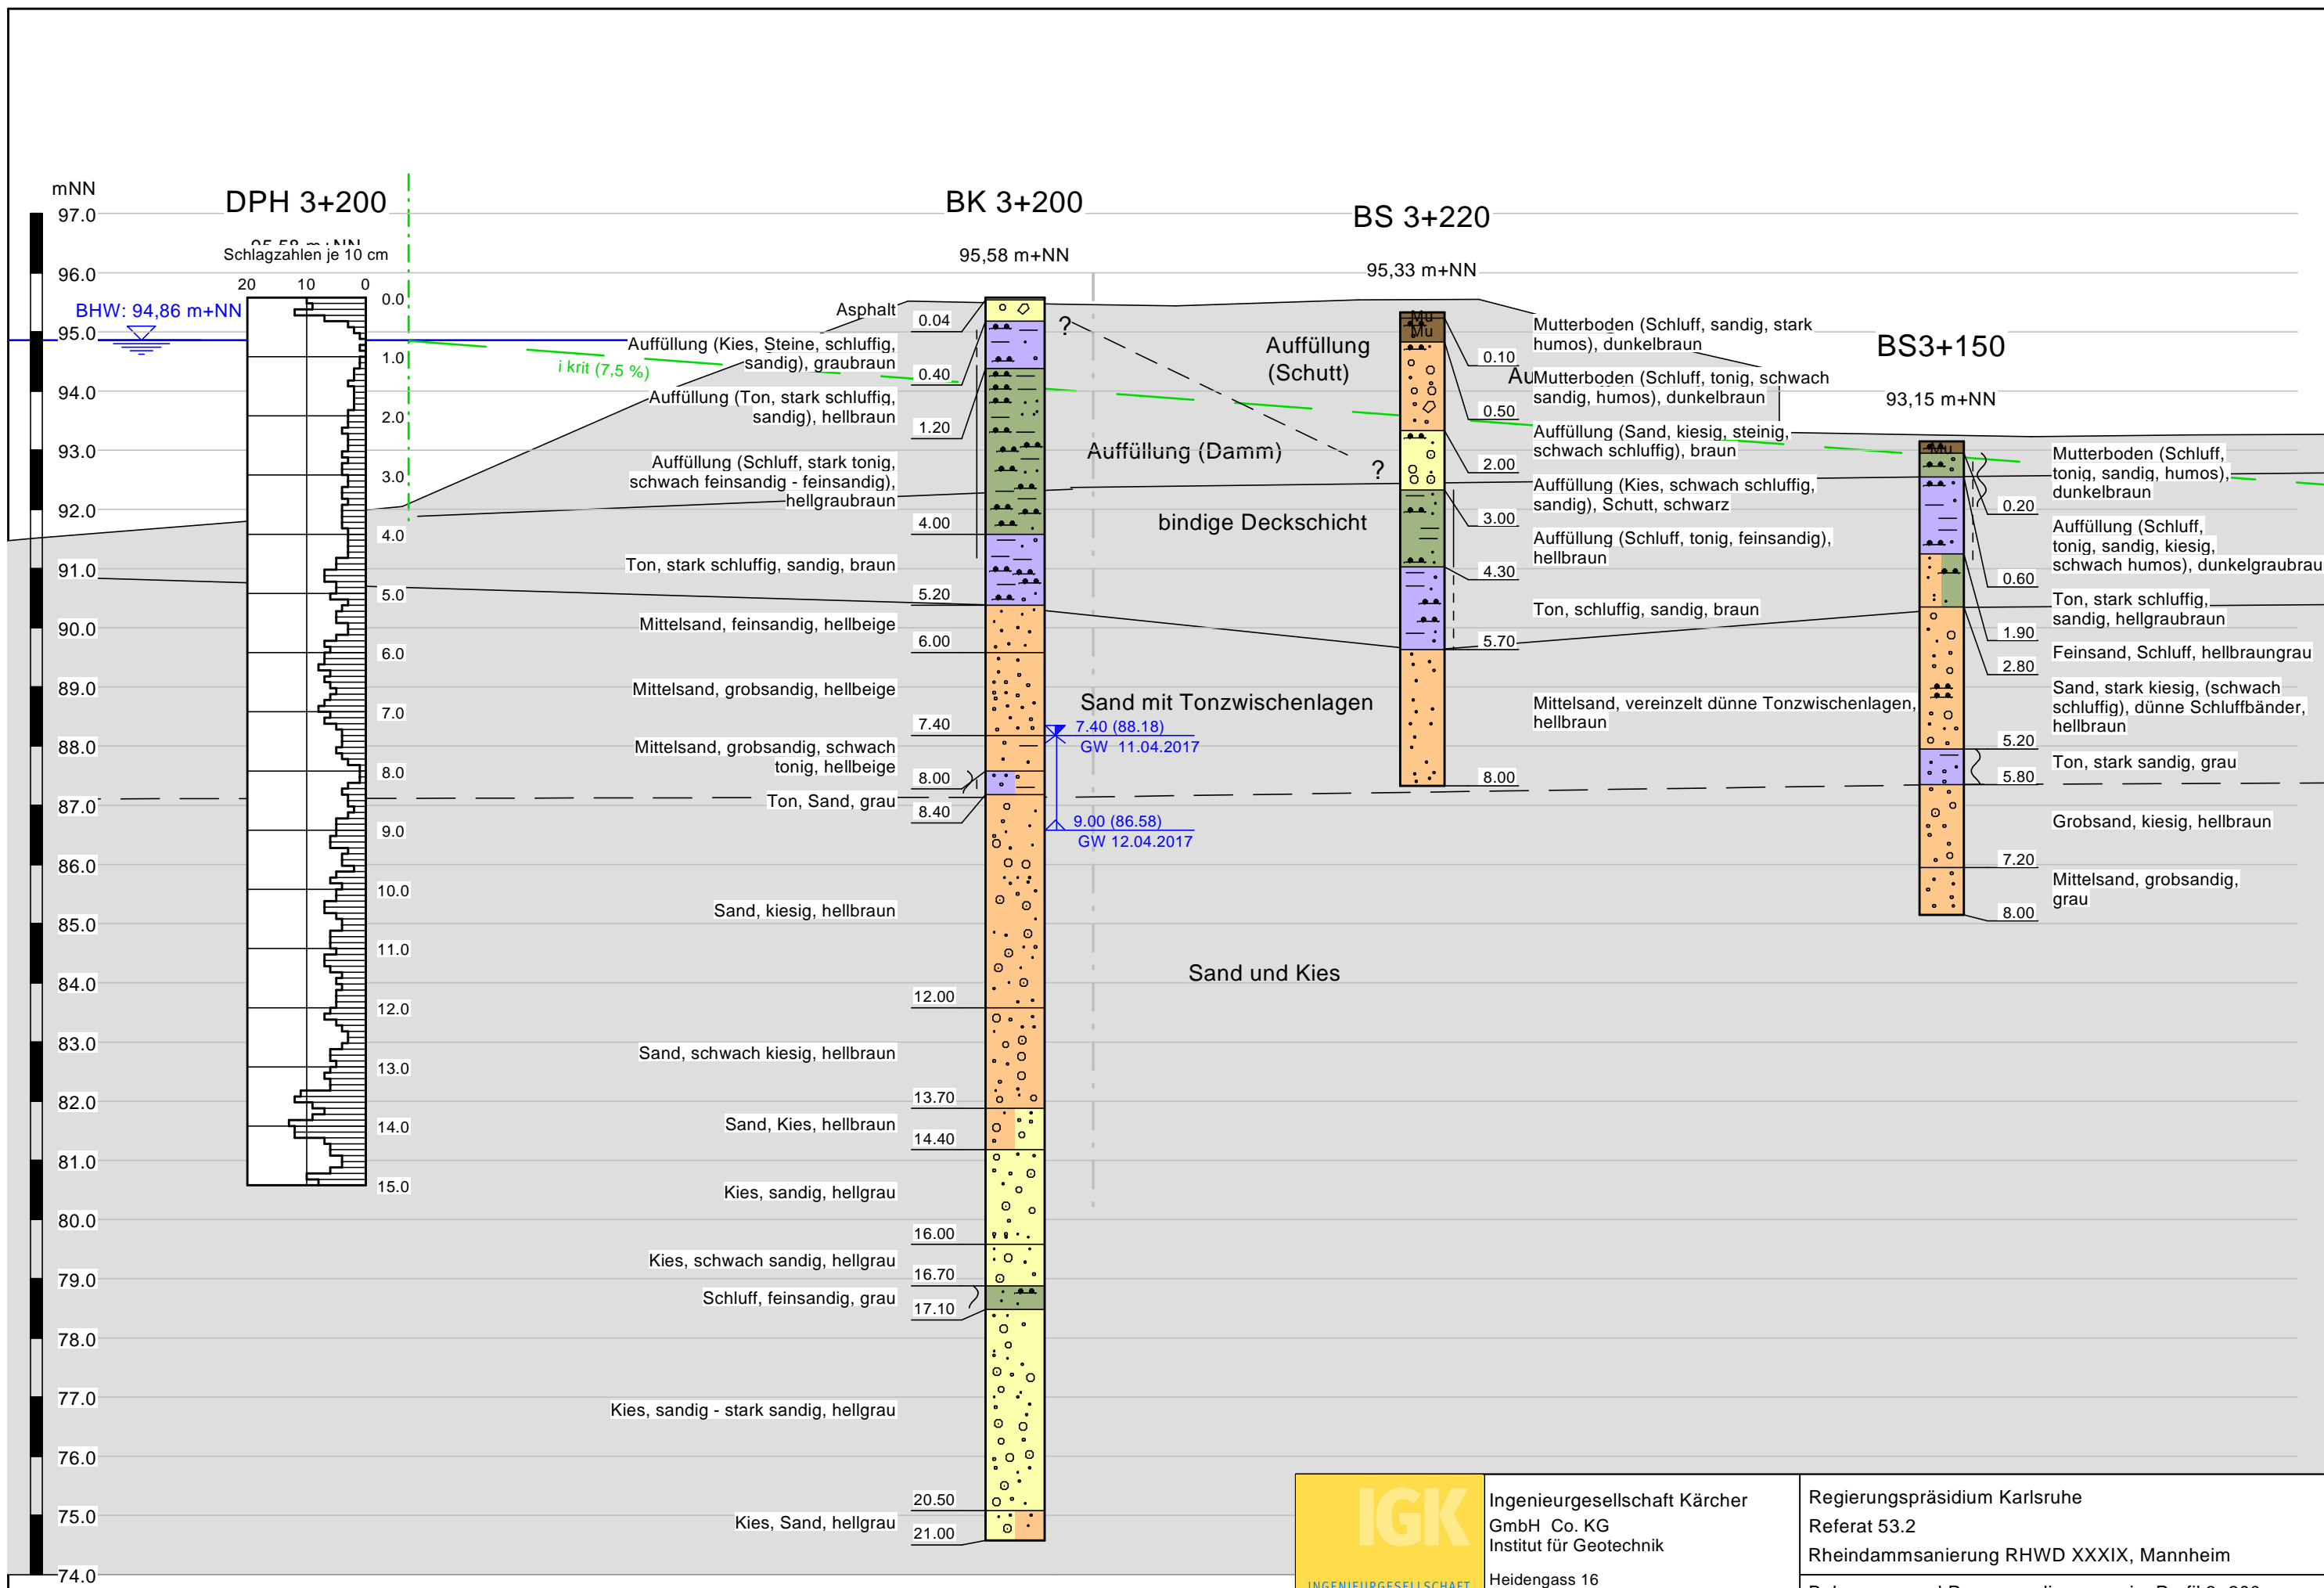 mNN
97.0
96.0
95.0
94.0
93.0
92.0
91.0
90.0
89.0
88.0
87.0
86.0
85.0
84.0
83.0
82.0
81.0
80.0
79.0
78.0
77.0
76.0
75.0
74.0
BHW: 94,86 m+NN
DPH 3+200
95,58 m+NN
Schlagzahlen je 10 cm
20 10 0
0.0
1.0
2.0
3.0
4.0
5.0
6.0
7.0
8.0
9.0
10.0
11.0
12.0
13.0
14.0
15.0
i krit (7,5 %)
BK 3+200
95,58 m+NN
Asphalt
0.04
Auffüllung (Kies, Steine, schluffig,
sandig), graubraun
0.40
Auffüllung (Ton, stark schluffig,
sandig), hellbraun
1.20
Auffüllung (Schluff, stark tonig,
schwach feinsandig - feinsandig),
hellgraubraun
4.00
Ton, stark schluffig, sandig, braun
5.20
Mittelsand, feinsandig, hellbeige
6.00
Mittelsand, grobsandig, hellbeige
7.40
Mittelsand, grobsandig, schwach
tonig, hellbeige
8.00
Ton, Sand, grau
8.40
Sand, kiesig, hellbraun
12.00
Sand, schwach kiesig, hellbraun
13.70
Sand, Kies, hellbraun
14.40
Kies, sandig, hellgrau
16.00
Kies, schwach sandig, hellgrau
16.70
Schluff, feinsandig, grau
17.10
Kies, sandig - stark sandig, hellgrau
20.50
Kies, Sand, hellgrau
21.00
7.40 (88.18)
GW 11.04.2017
9.00 (86.58)
GW 12.04.2017
?
?
Auffüllung
(Schutt)
Auffüllung (Damm)
bindige Deckschicht
Sand mit Tonzwischenlagen
Sand und Kies
BS 3+220
95,33 m+NN
Mu
Mu
Mutterboden (Schluff, sandig, stark
humos), dunkelbraun
0.10
Mutterboden (Schluff, tonig, schwach
sandig, humos), dunkelbraun
0.50
Auffüllung (Sand, kiesig, steinig,
schwach schluffig), braun
2.00
Auffüllung (Kies, schwach schluffig,
sandig), Schutt, schwarz
3.00
Auffüllung (Schluff, tonig, feinsandig),
hellbraun
4.30
Ton, schluffig, sandig, braun
5.70
Mittelsand, vereinzelt dünne Tonzwischenlagen,
hellbraun
8.00
BS3+150
93,15 m+NN
Mu
Mutterboden (Schluff,
tonig, sandig, humos),
dunkelbraun
0.20
Auffüllung (Schluff,
tonig, sandig, kiesig,
schwach humos), dunkelgraubrau
0.60
Ton, stark schluffig,
sandig, hellgraubraun
1.90
Feinsand, Schluff, hellbraungrau
2.80
Sand, stark kiesig, (schwach
schluffig), dünne Schluffbänder,
hellbraun
5.20
Ton, stark sandig, grau
5.80
Grobsand, kiesig, hellbraun
7.20
Mittelsand, grobsandig,
grau
8.00
IGK
INGENIEURGESELLSCHAFT
Ingenieurgesellschaft Kärcher
GmbH Co. KG
Institut für Geotechnik
Heidengass 16
Regierungspräsidium Karlsruhe
Referat 53.2
Rheindammsanierung RHWD XXXIX, Mannheim